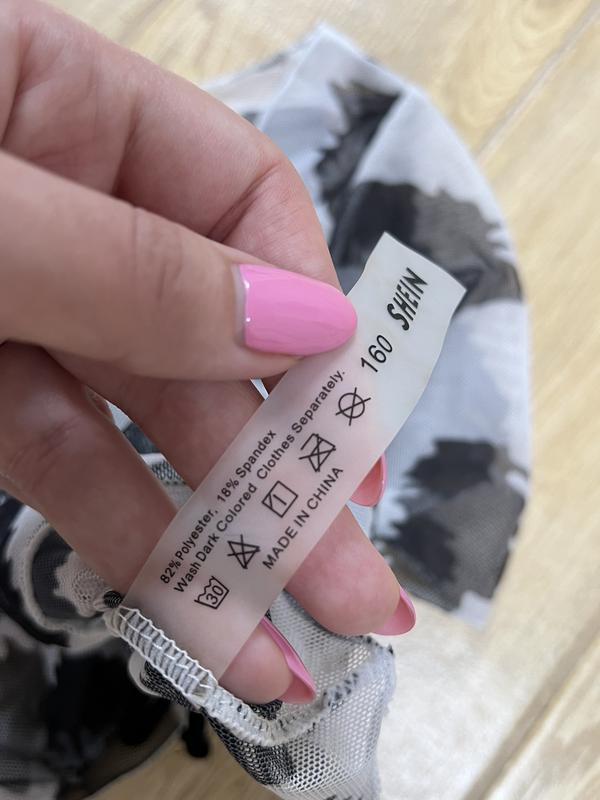 SHEIN
160
82% Polyester, 18% Spandex
Wash Dark Colored Clothes Separately.
30
MADE IN CHINA